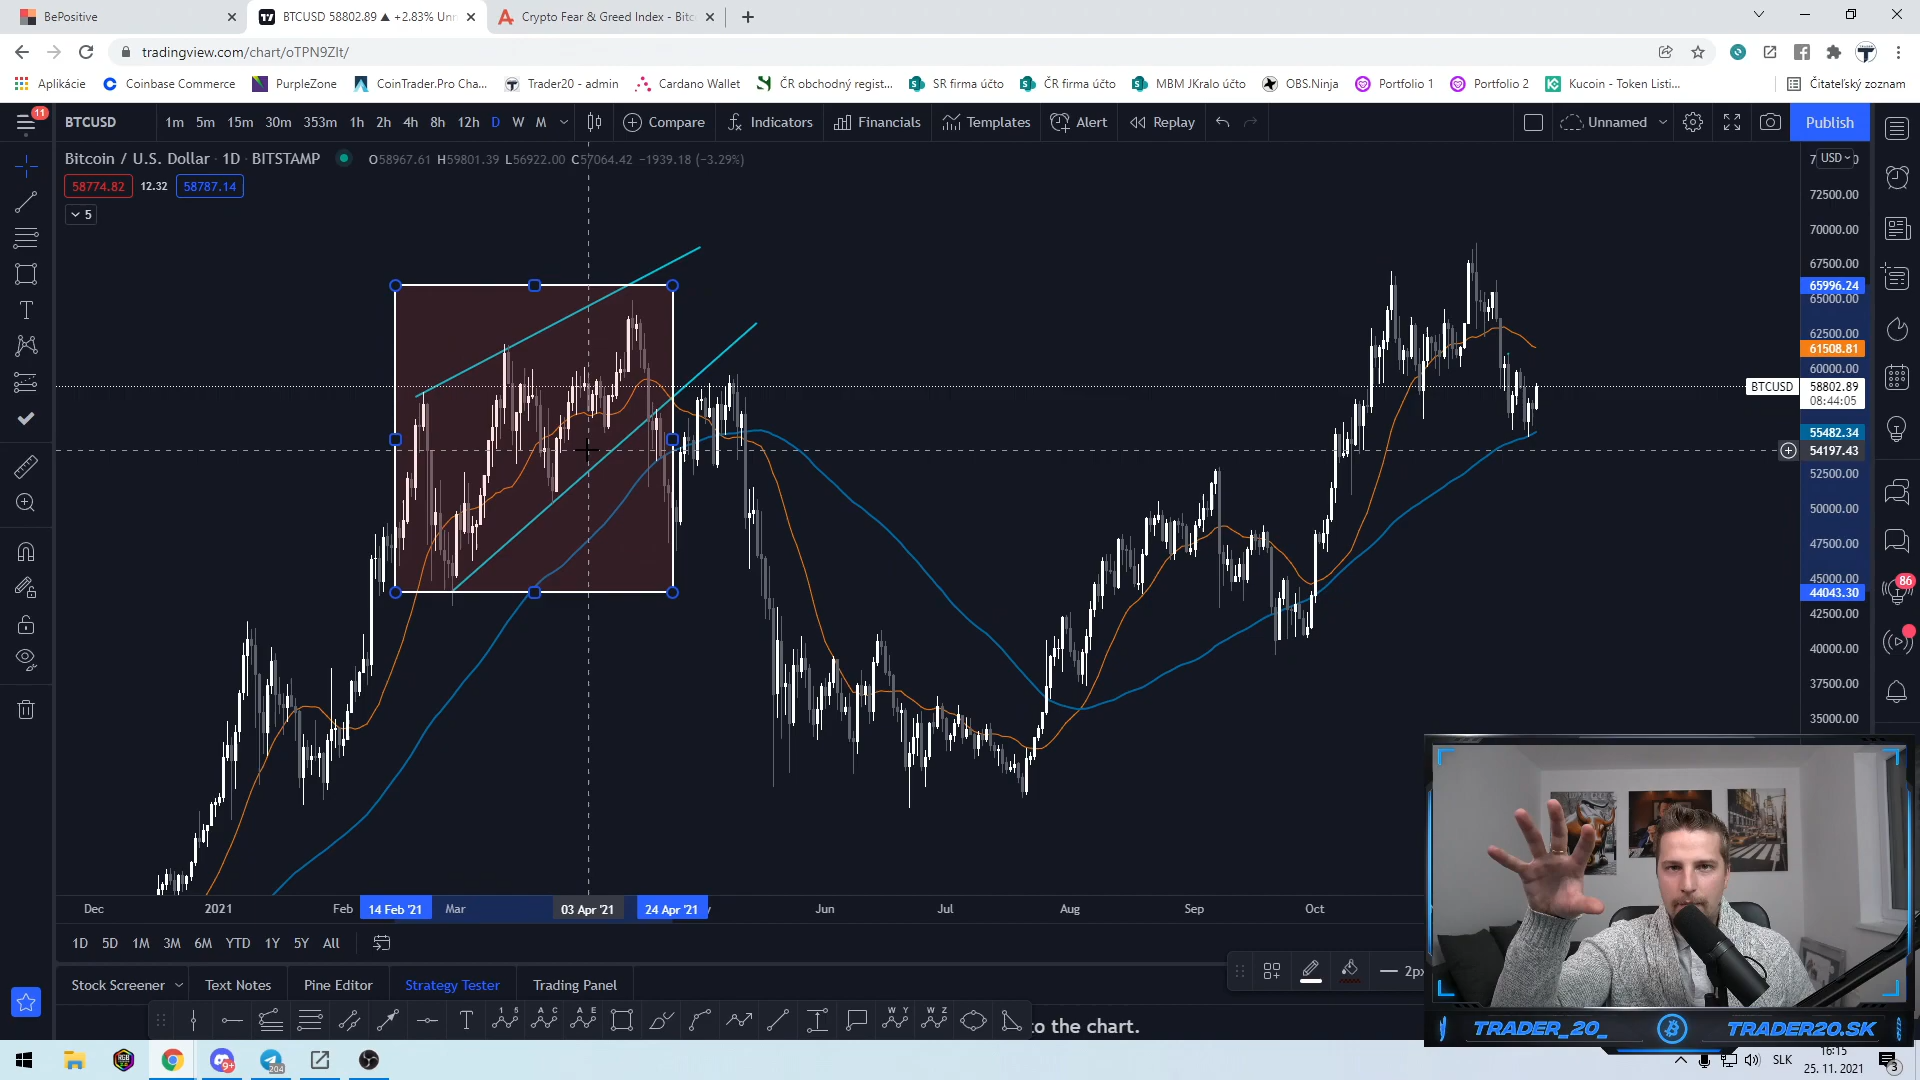 BePositive
BTCUSD 58802.89 ▲ +2.83% Unn
Crypto Fear & Greed Index - Bitc
tradingview.com/chart/oTPN9ZIt/
Aplikácie
Coinbase Commerce
PurpleZone
CoinTrader.Pro Cha...
Trader20 - admin
Cardano Wallet
ČR obchodný regist...
SR firma účto
ČR firma účto
MBM JKralo účto
OBS.Ninja
Portfolio 1
Portfolio 2
Kucoin - Token Listi...
Čitateľský zoznam
11
BTCUSD
1m 5m 15m 30m 353m 1h 2h 4h 8h 12h D W M
Compare
Indicators
Financials
Templates
Alert
Replay
Unnamed
Publish
Bitcoin / U.S. Dollar · 1D · BITSTAMP
O58967.61 H59801.39 L56922.00 C57064.42 −1939.18 (−3.29%)
USD
58774.82 12.32 58787.14
5
72500.00
70000.00
67500.00
65996.24
65000.00
62500.00
61508.81
60000.00
BTCUSD 58802.89
08:44:05
55482.34
54197.43
52500.00
50000.00
47500.00
45000.00
44043.30
42500.00
40000.00
37500.00
35000.00
86
Dec 2021 Feb 14 Feb '21 Mar 03 Apr '21 24 Apr '21 Jun Jul Aug Sep Oct
1D 5D 1M 3M 6M YTD 1Y 5Y All
Stock Screener
Text Notes
Pine Editor
Strategy Tester
Trading Panel
2px
to the chart.
TRADER_20_
TRADER20.SK
9+
204
SLK
16:15
25. 11. 2021
3